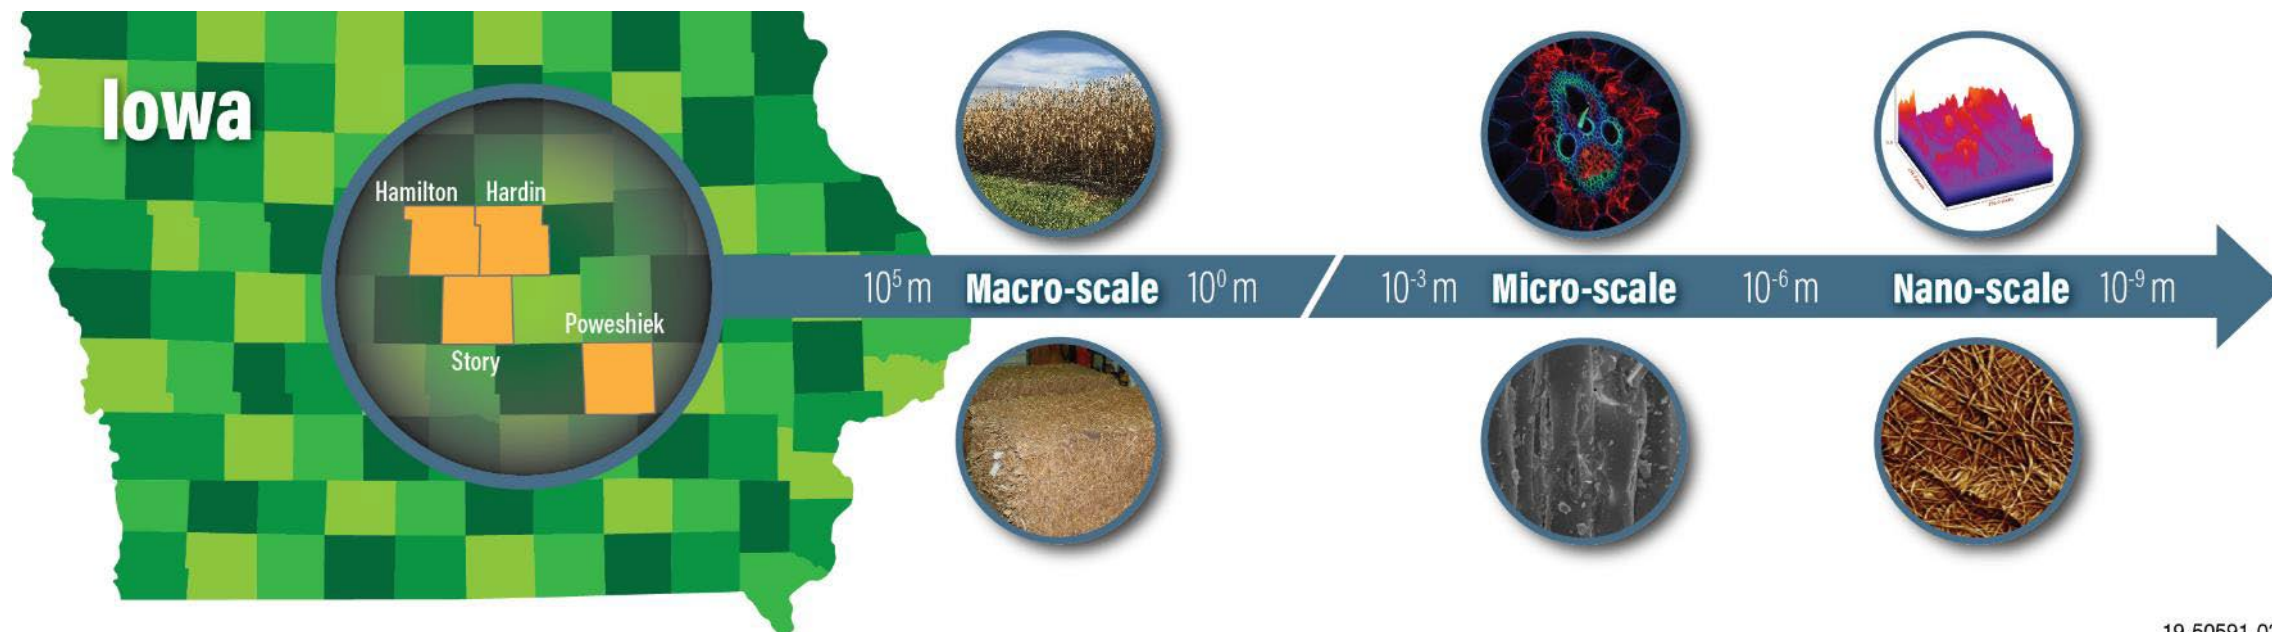 Iowa
Hamilton Hardin
Poweshiek
Story
10⁵ m Macro-scale 10⁰ m 10⁻³ m Micro-scale 10⁻⁶ m Nano-scale 10⁻⁹ m